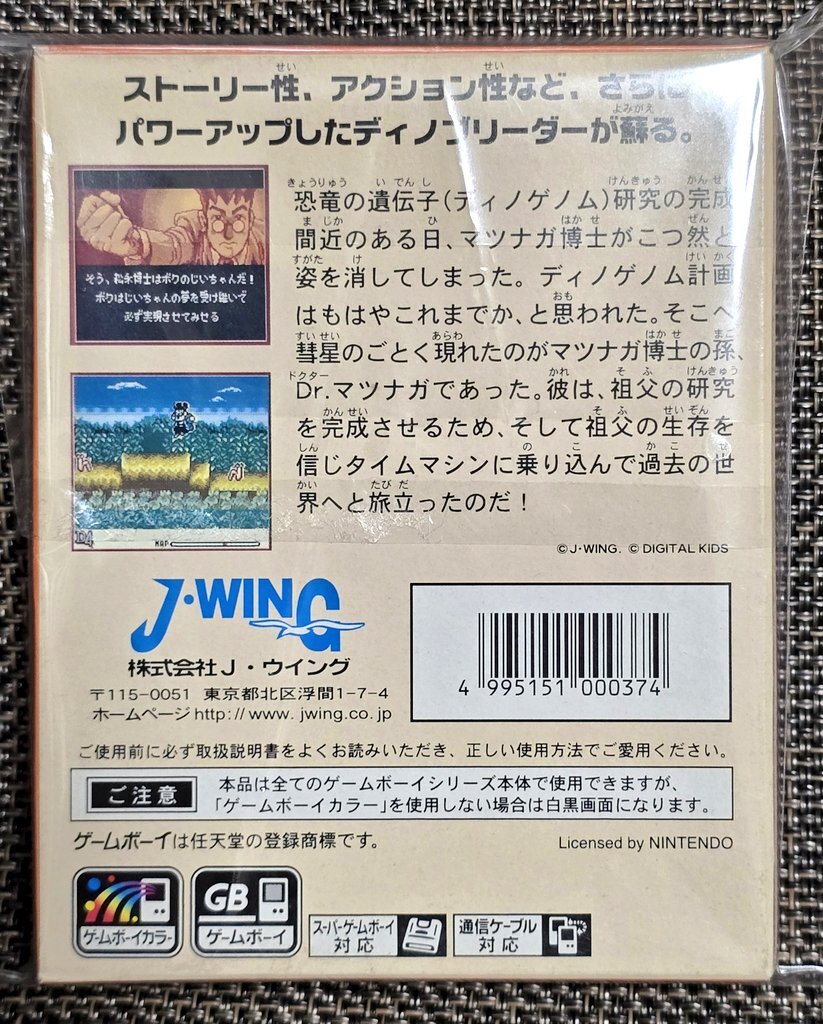 ストーリー性、アクション性など、さらに
パワーアップしたディノブリーダーが蘇る。
恐竜の遺伝子(ディノゲノム)研究の完成
間近のある日、マツナガ博士がこつ然と
姿を消してしまった。ディノゲノム計画
はもはやこれまでか、と思われた。そこへ
彗星のごとく現れたのがマツナガ博士の孫、
Dr.マツナガであった。彼は、祖父の研究
を完成させるため、そして祖父の生存を
信じタイムマシンに乗り込んで過去の世
界へと旅立ったのだ！
そう、松永博士はボクのじいちゃんだ！
ボクはじいちゃんの夢を受け継いで
必ず実現させてみせる
D4
MAP
©J·WING. ©DIGITAL KIDS
J·WING
株式会社J・ウイング
〒115-0051 東京都北区浮間1-7-4
ホームページ http://www.jwing.co.jp
4 995151 000374
ご使用前に必ず取扱説明書をよくお読みいただき、正しい使用方法でご愛用ください。
ご注意
本品は全てのゲームボーイシリーズ本体で使用できますが、
「ゲームボーイカラー」を使用しない場合は白黒画面になります。
ゲームボーイは任天堂の登録商標です。
Licensed by NINTENDO
ゲームボーイカラー
GB
ゲームボーイ
スーパーゲームボーイ
対応
通信ケーブル
対応